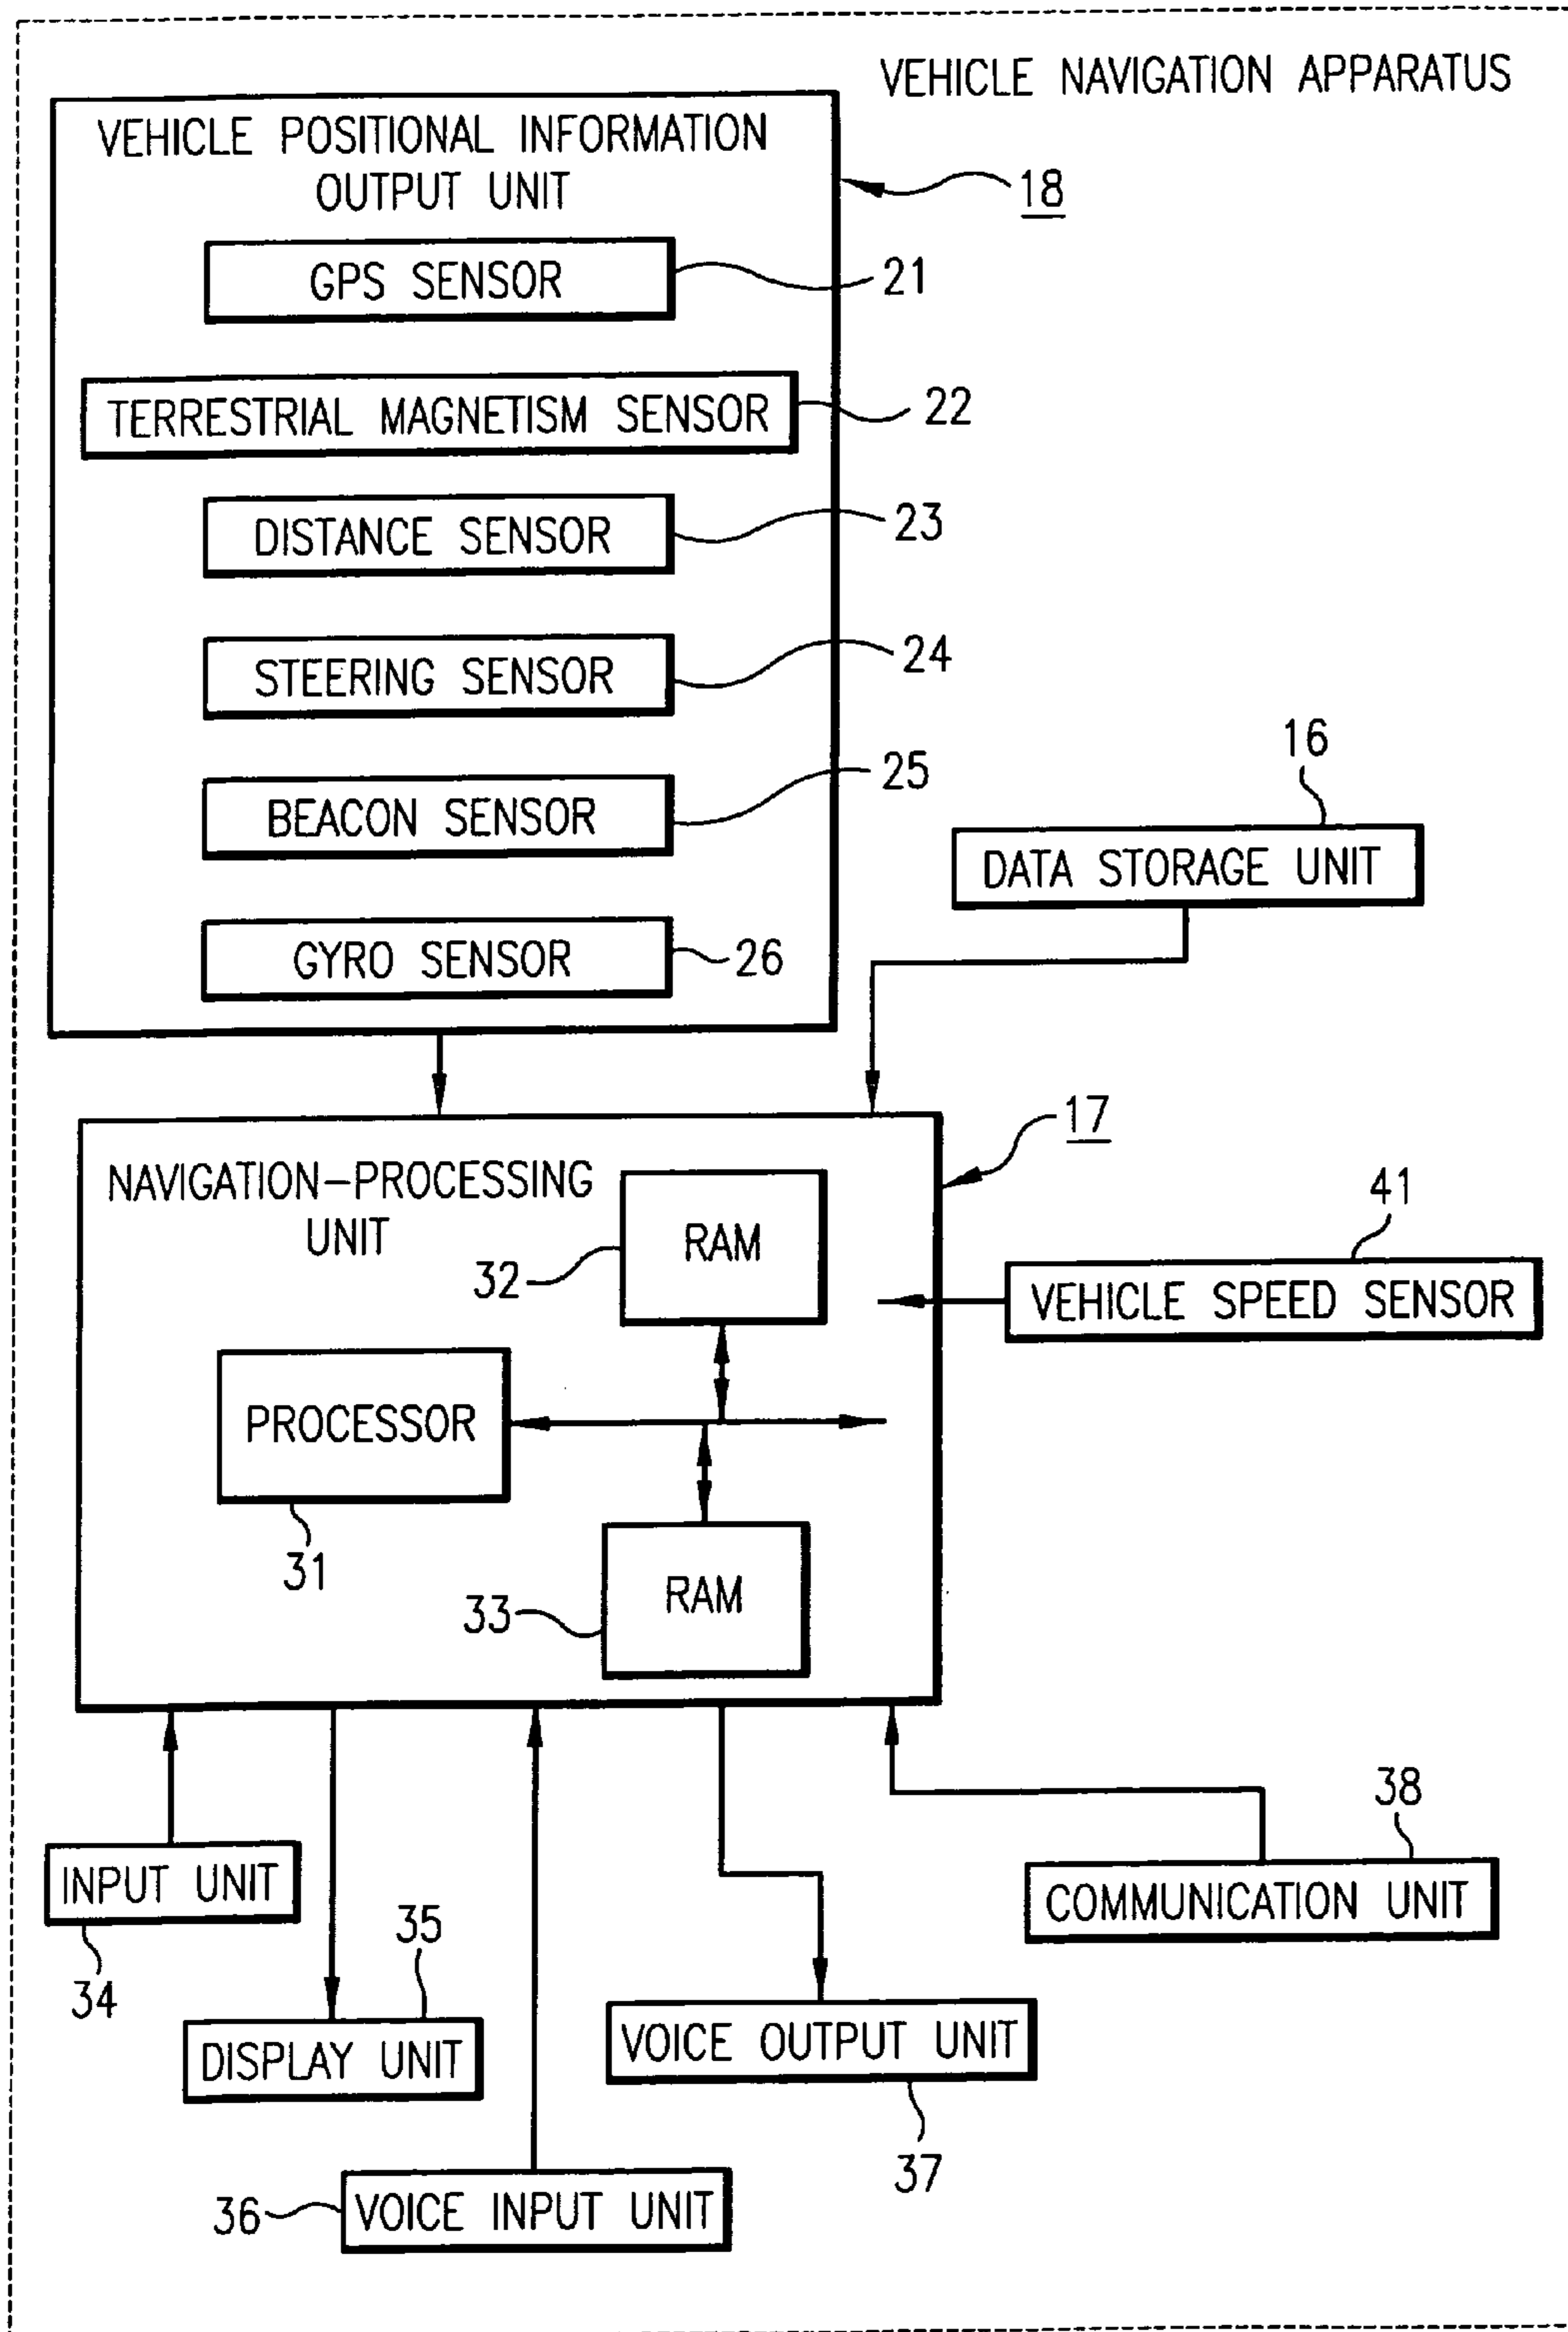 VEHICLE NAVIGATION APPARATUS
VEHICLE POSITIONAL INFORMATION
OUTPUT UNIT
18
GPS SENSOR
21
TERRESTRIAL MAGNETISM SENSOR
22
DISTANCE SENSOR
23
STEERING SENSOR
24
BEACON SENSOR
25
GYRO SENSOR
26
16
DATA STORAGE UNIT
17
NAVIGATION-PROCESSING
UNIT
RAM
32
41
VEHICLE SPEED SENSOR
PROCESSOR
31
RAM
33
INPUT UNIT
34
35
DISPLAY UNIT
36
VOICE INPUT UNIT
VOICE OUTPUT UNIT
37
38
COMMUNICATION UNIT